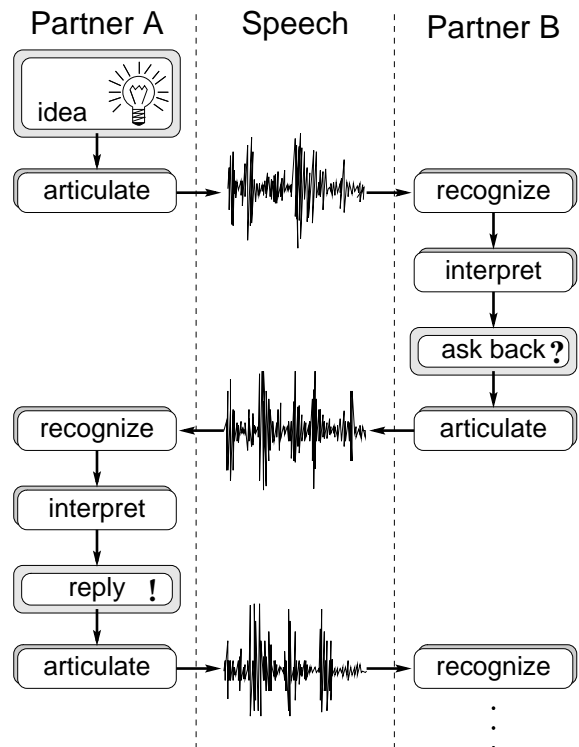 Partner A
Speech
Partner B
idea
articulate
recognize
interpret
ask back ?
recognize
articulate
interpret
reply !
articulate
recognize
.
.
.